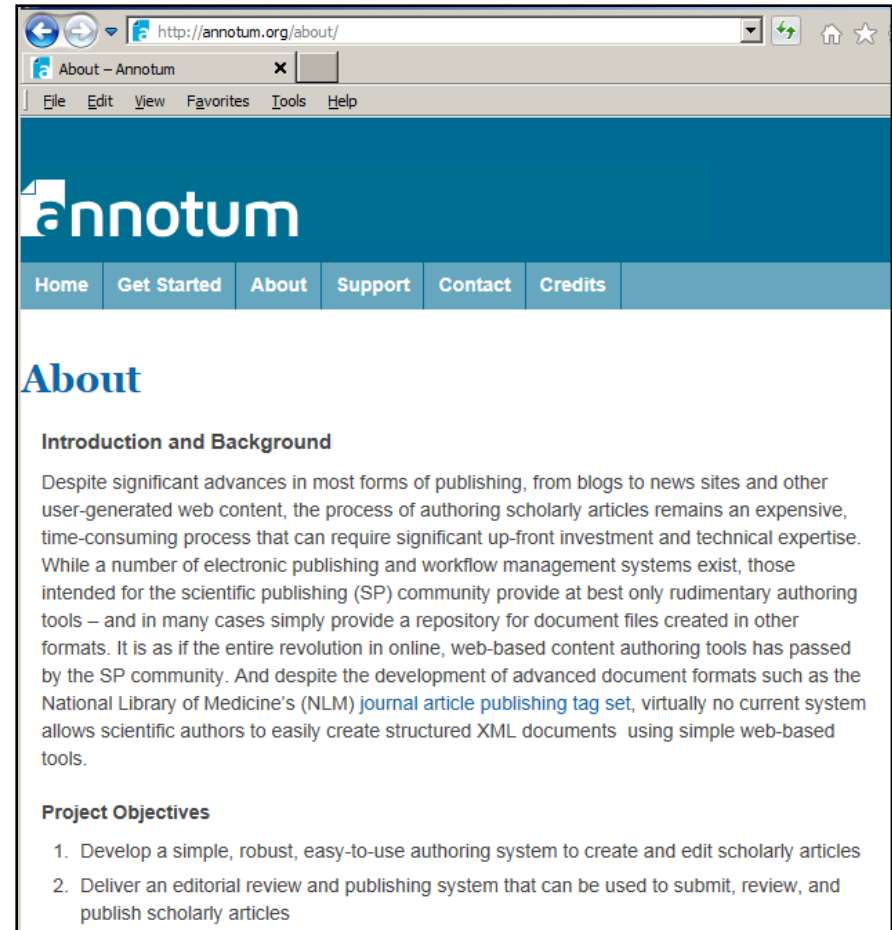 http://annotum.org/about/
About – Annotum
File Edit View Favorites Tools Help
annotum
Home Get Started About Support Contact Credits
About
Introduction and Background
Despite significant advances in most forms of publishing, from blogs to news sites and other
user-generated web content, the process of authoring scholarly articles remains an expensive,
time-consuming process that can require significant up-front investment and technical expertise.
While a number of electronic publishing and workflow management systems exist, those
intended for the scientific publishing (SP) community provide at best only rudimentary authoring
tools – and in many cases simply provide a repository for document files created in other
formats. It is as if the entire revolution in online, web-based content authoring tools has passed
by the SP community. And despite the development of advanced document formats such as the
National Library of Medicine's (NLM) journal article publishing tag set, virtually no current system
allows scientific authors to easily create structured XML documents  using simple web-based
tools.
Project Objectives
1. Develop a simple, robust, easy-to-use authoring system to create and edit scholarly articles
2. Deliver an editorial review and publishing system that can be used to submit, review, and
publish scholarly articles